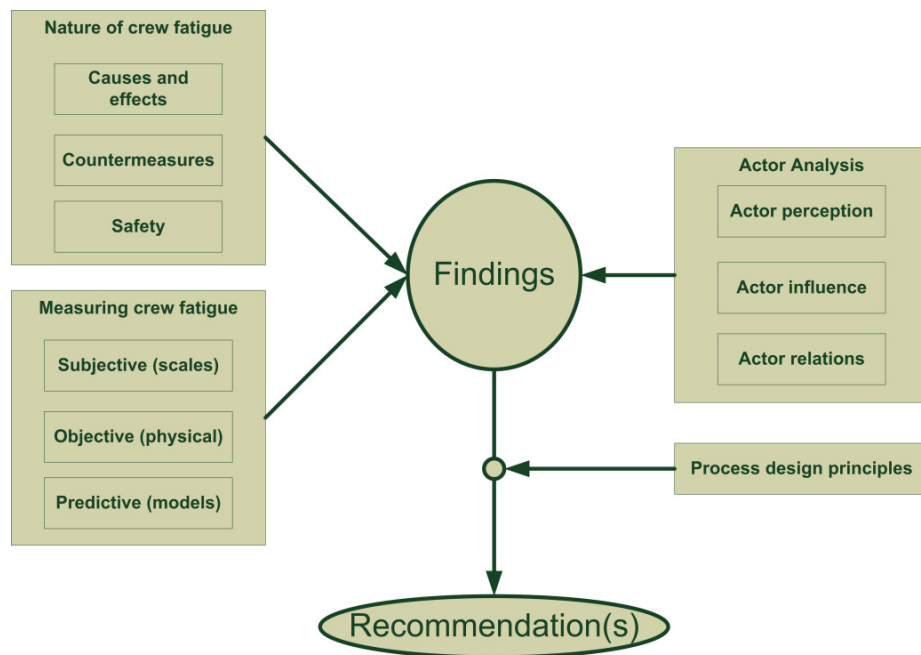 Nature of crew fatigue
Causes and
effects
Countermeasures
Safety
Measuring crew fatigue
Subjective (scales)
Objective (physical)
Predictive (models)
Findings
Actor Analysis
Actor perception
Actor influence
Actor relations
Process design principles
Recommendation(s)